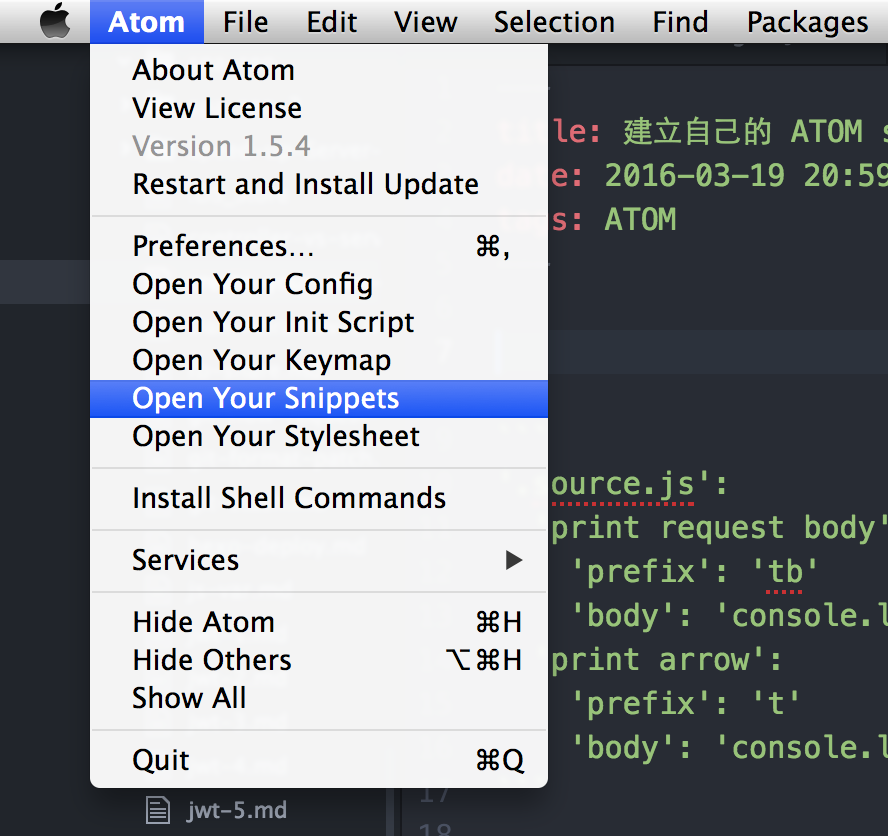 Atom File Edit View Selection Find Packages
About Atom
View License
Version 1.5.4
Restart and Install Update
Preferences… ⌘,
Open Your Config
Open Your Init Script
Open Your Keymap
Open Your Snippets
Open Your Stylesheet
Install Shell Commands
Services ▶
Hide Atom ⌘H
Hide Others ⌥⌘H
Show All
Quit ⌘Q
le: 建立自己的 ATOM s
e: 2016-03-19 20:59
s: ATOM
ource.js':
print request body'
'prefix': 'tb'
'body': 'console.l
print arrow':
'prefix': 't'
'body': 'console.l
17
18
jwt-5.md